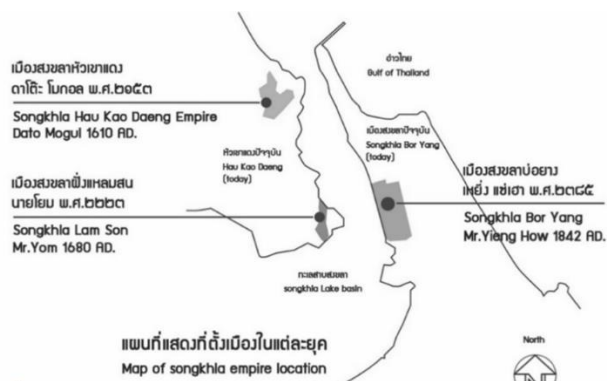 เมืองสงขลาหัวเขาแดง
ดาโต๊ะ โมกอล พ.ศ.๒๑๕๓
Songkhla Hau Kao Daeng Empire
Dato Mogul 1610 AD.
เมืองสงขลาฝั่งแหลมสน
นายโยม พ.ศ.๒๒๒๓
Songkhla Lam Son
Mr.Yom 1680 AD.
หัวเขาแดงปัจจุบัน
Hau Kao Daeng
(today)
อ่าวไทย
Gulf of Thailand
เมืองสงขลาปัจจุบัน
Songkhla Bor Yang
(today)
เมืองสงขลาบ่อยาง
เหยี่ยง แซ่เฮา พ.ศ.๒๓๘๕
Songkhla Bor Yang
Mr.Yieng How 1842 AD.
ทะเลสาบสงขลา
songkhla Lake basin
แผนที่แสดงที่ตั้งเมืองในแต่ละยุค
Map of songkhla empire location
North